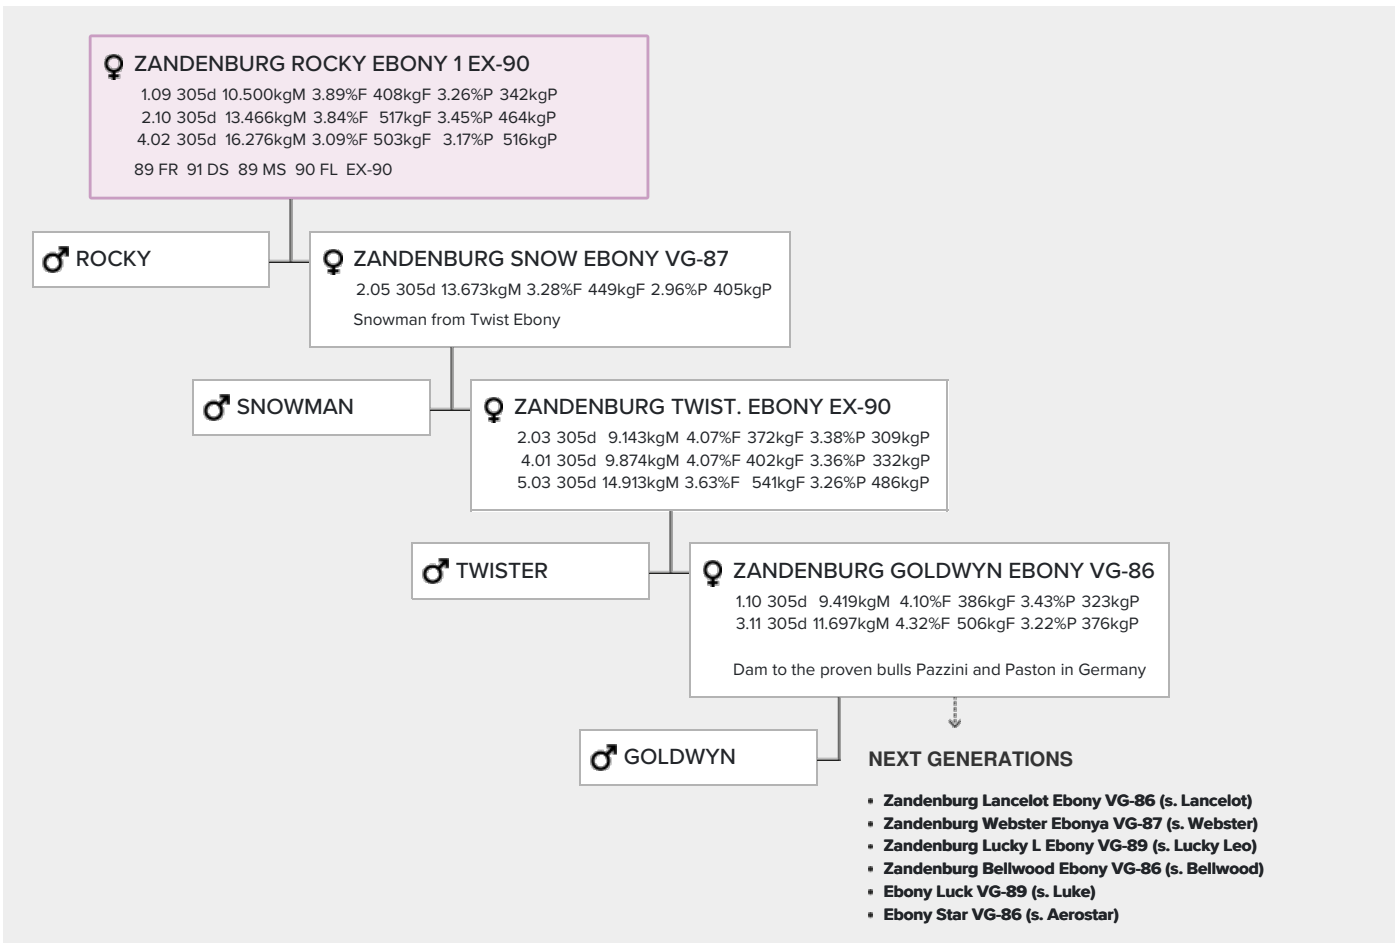 ZANDENBURG ROCKY EBONY 1 EX-90
1.09 305d 10.500kgM 3.89%F 408kgF 3.26%P 342kgP
2.10 305d 13.466kgM 3.84%F 517kgF 3.45%P 464kgP
4.02 305d 16.276kgM 3.09%F 503kgF 3.17%P 516kgP
89 FR 91 DS 89 MS 90 FL EX-90
ROCKY
ZANDENBURG SNOW EBONY VG-87
2.05 305d 13.673kgM 3.28%F 449kgF 2.96%P 405kgP
Snowman from Twist Ebony
SNOWMAN
ZANDENBURG TWIST. EBONY EX-90
2.03 305d 9.143kgM 4.07%F 372kgF 3.38%P 309kgP
4.01 305d 9.874kgM 4.07%F 402kgF 3.36%P 332kgP
5.03 305d 14.913kgM 3.63%F 541kgF 3.26%P 486kgP
TWISTER
ZANDENBURG GOLDWYN EBONY VG-86
1.10 305d 9.419kgM 4.10%F 386kgF 3.43%P 323kgP
3.11 305d 11.697kgM 4.32%F 506kgF 3.22%P 376kgP
Dam to the proven bulls Pazzini and Paston in Germany
GOLDWYN
NEXT GENERATIONS
• Zandenburg Lancelot Ebony VG-86 (s. Lancelot)
• Zandenburg Webster Ebonya VG-87 (s. Webster)
• Zandenburg Lucky L Ebony VG-89 (s. Lucky Leo)
• Zandenburg Bellwood Ebony VG-86 (s. Bellwood)
• Ebony Luck VG-89 (s. Luke)
• Ebony Star VG-86 (s. Aerostar)